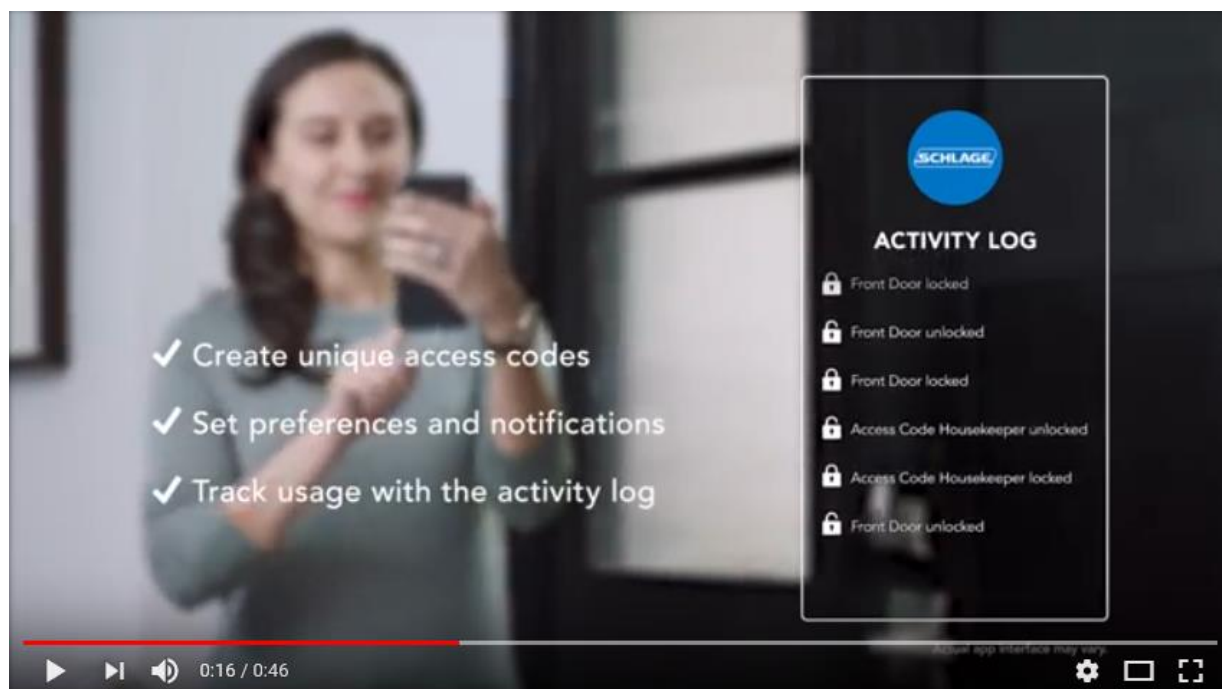 ✓ Create unique access codes
✓ Set preferences and notifications
✓ Track usage with the activity log
SCHLAGE
ACTIVITY LOG
Front Door locked
Front Door unlocked
Front Door locked
Access Code Housekeeper unlocked
Access Code Housekeeper locked
Front Door unlocked
Actual app interface may vary.
0:16 / 0:46